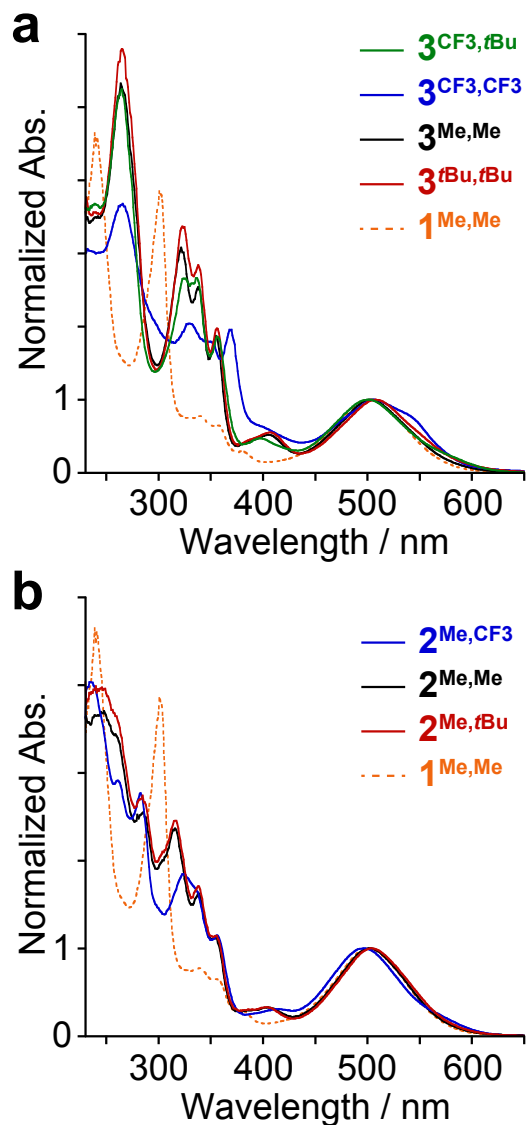 a
3CF3,tBu
3CF3,CF3
3Me,Me
3tBu,tBu
1Me,Me
Normalized Abs.
1
0
300
400
500
600
Wavelength / nm
b
2Me,CF3
2Me,Me
2Me,tBu
1Me,Me
Normalized Abs.
1
0
300
400
500
600
Wavelength / nm